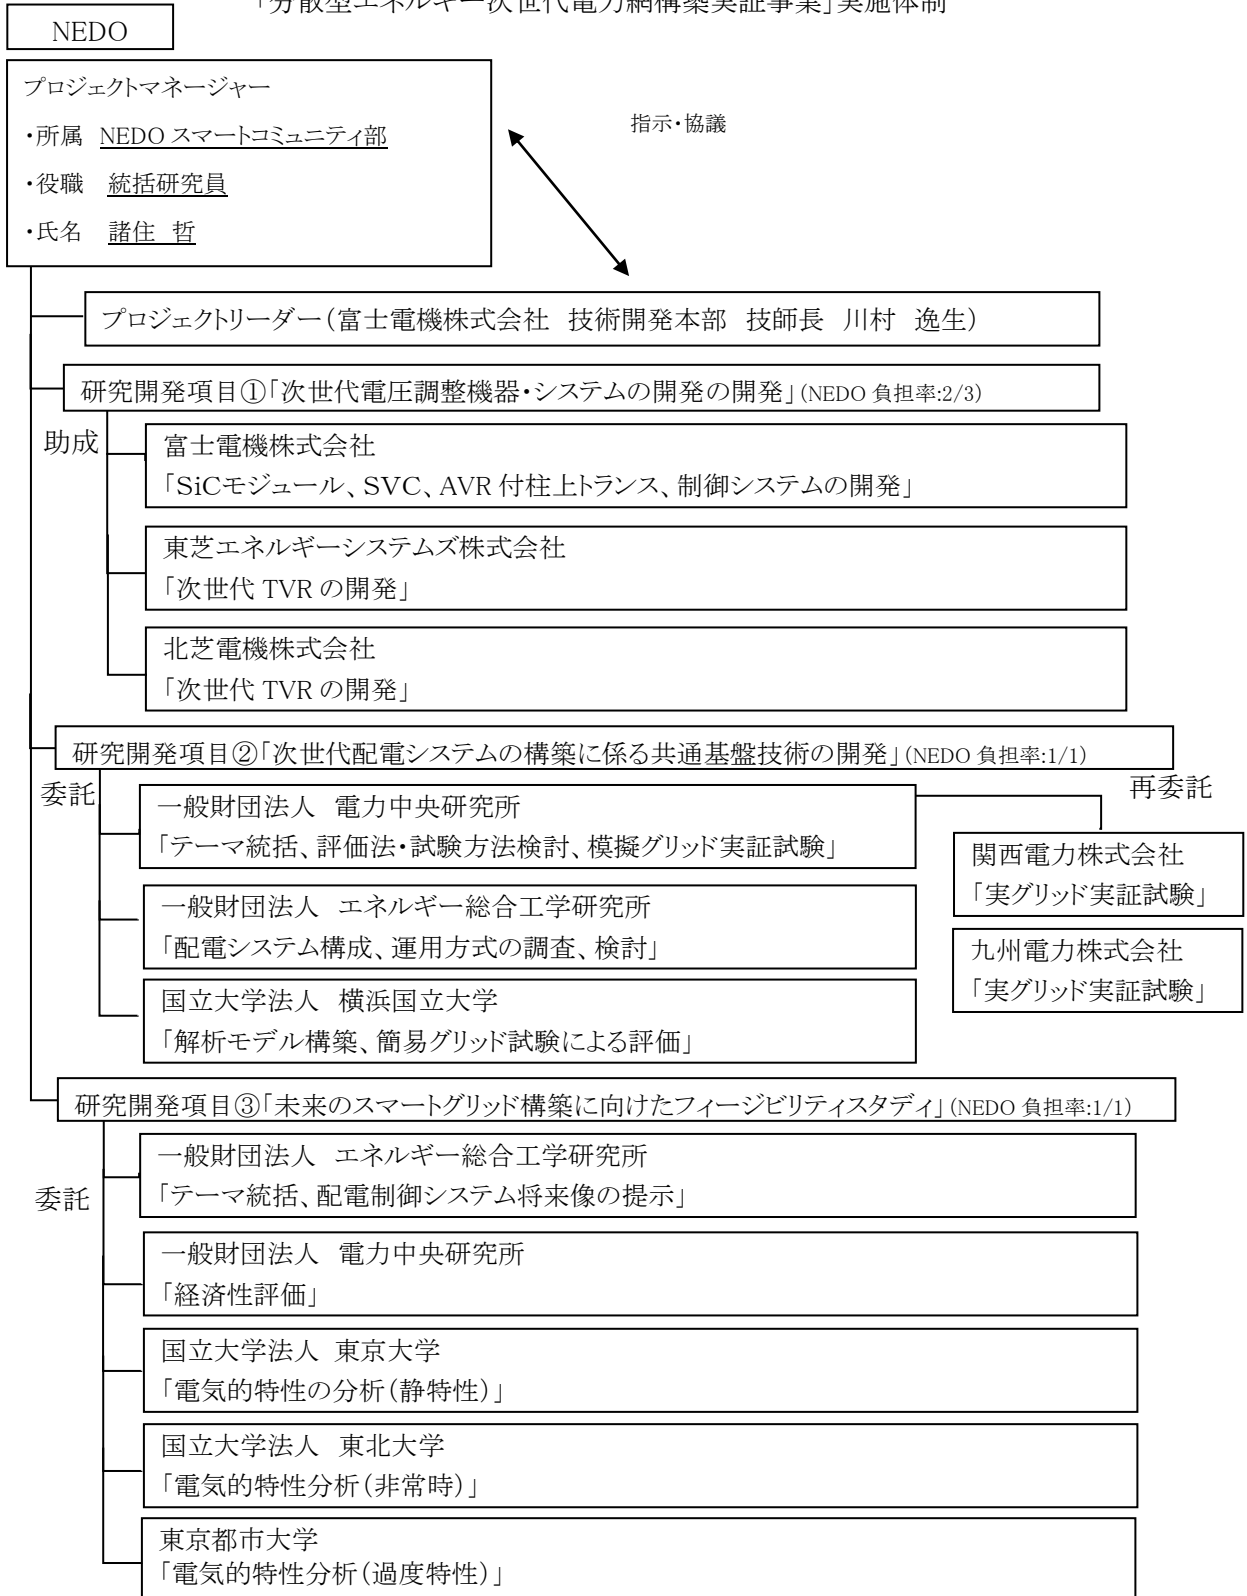 「分散型エネルギー次世代電力網構築実証事業」実施体制
NEDO
プロジェクトマネージャー
・所属 NEDO スマートコミュニティ部
・役職 統括研究員
・氏名 諸住 哲
指示・協議
プロジェクトリーダー(富士電機株式会社 技術開発本部 技師長 川村 逸生)
研究開発項目①「次世代電圧調整機器・システムの開発の開発」(NEDO 負担率:2/3)
助成
富士電機株式会社
「SiCモジュール、SVC、AVR 付柱上トランス、制御システムの開発」
東芝エネルギーシステムズ株式会社
「次世代 TVR の開発」
北芝電機株式会社
「次世代 TVR の開発」
研究開発項目②「次世代配電システムの構築に係る共通基盤技術の開発」(NEDO 負担率:1/1)
委託
再委託
一般財団法人 電力中央研究所
「テーマ統括、評価法・試験方法検討、模擬グリッド実証試験」
関西電力株式会社
「実グリッド実証試験」
一般財団法人 エネルギー総合工学研究所
「配電システム構成、運用方式の調査、検討」
九州電力株式会社
「実グリッド実証試験」
国立大学法人 横浜国立大学
「解析モデル構築、簡易グリッド試験による評価」
研究開発項目③「未来のスマートグリッド構築に向けたフィージビリティスタディ」(NEDO 負担率:1/1)
委託
一般財団法人 エネルギー総合工学研究所
「テーマ統括、配電制御システム将来像の提示」
一般財団法人 電力中央研究所
「経済性評価」
国立大学法人 東京大学
「電気的特性の分析(静特性)」
国立大学法人 東北大学
「電気的特性分析(非常時)」
東京都市大学
「電気的特性分析(過度特性)」